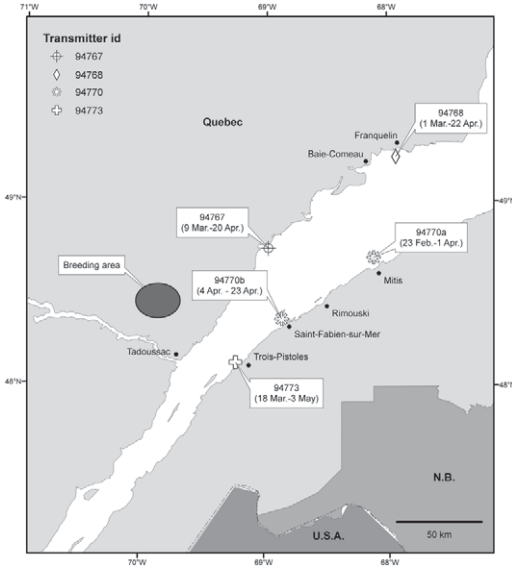 71°W
70°W
69°W
68°W
Transmitter id
94767
94768
94770
94773
Quebec
94768
(1 Mar.-22 Apr.)
Franquelin
Baie-Comeau
49°N
49°N
94767
(9 Mar.-20 Apr.)
94770a
(23 Feb.-1 Apr.)
Breeding area
94770b
(4 Apr. - 23 Apr.)
Mitis
Rimouski
Saint-Fabien-sur-Mer
Tadoussac
Trois-Pistoles
48°N
48°N
94773
(18 Mar.-3 May)
N.B.
U.S.A.
50 km
70°W
69°W
68°W